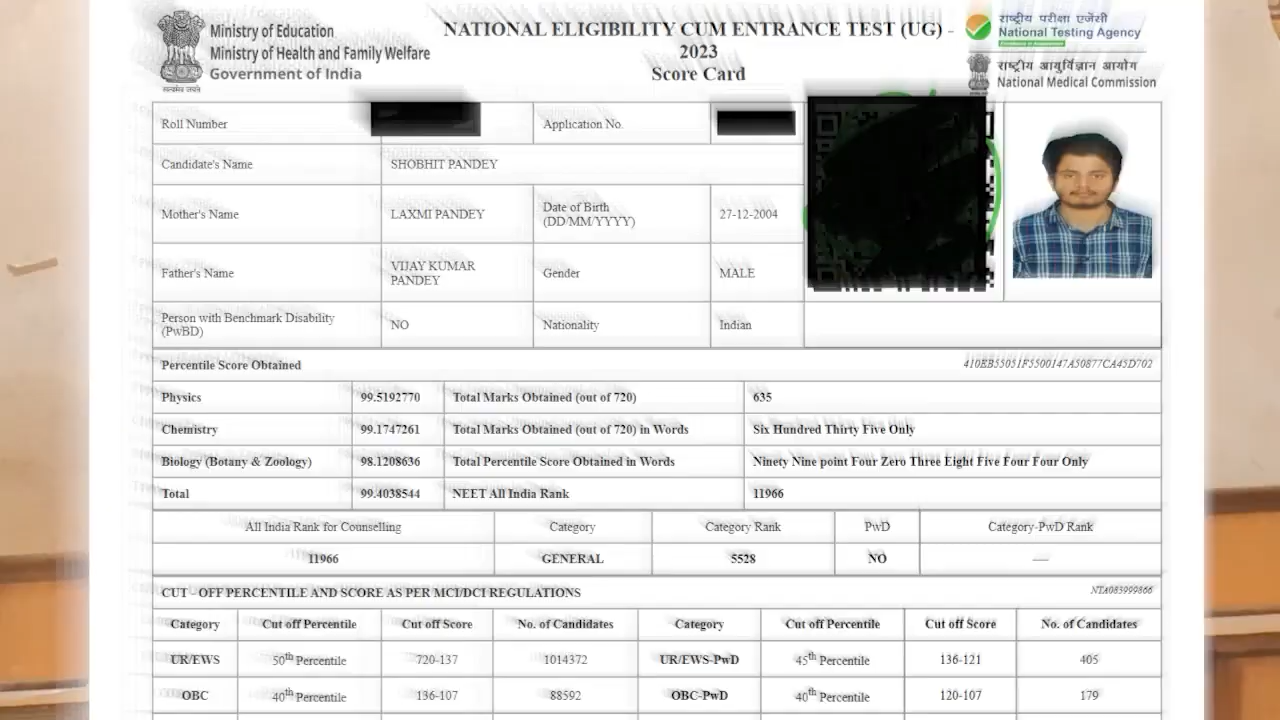 Ministry of Education
Ministry of Health and Family Welfare
Government of India
सत्यमेव जयते
NATIONAL ELIGIBILITY CUM ENTRANCE TEST (UG) -
2023
Score Card
राष्ट्रीय परीक्षा एजेंसी
National Testing Agency
Excellence in Assessment
राष्ट्रीय आयुर्विज्ञान आयोग
National Medical Commission
Roll Number Application No.
Candidate's Name SHOBHIT PANDEY
Mother's Name LAXMI PANDEY Date of Birth (DD/MM/YYYY) 27-12-2004
Father's Name VIJAY KUMAR PANDEY Gender MALE
Person with Benchmark Disability (PwBD) NO Nationality Indian
Percentile Score Obtained 410EB55051F5500147A50877CA45D702
Physics 99.5192770 Total Marks Obtained (out of 720) 635
Chemistry 99.1747261 Total Marks Obtained (out of 720) in Words Six Hundred Thirty Five Only
Biology (Botany & Zoology) 98.1208636 Total Percentile Score Obtained in Words Ninety Nine point Four Zero Three Eight Five Four Four Only
Total 99.4038544 NEET All India Rank 11966
All India Rank for Counselling Category Category Rank PwD Category-PwD Rank
11966 GENERAL 5528 NO ----
CUT - OFF PERCENTILE AND SCORE AS PER MCI/DCI REGULATIONS NTA083999866
Category Cut off Percentile Cut off Score No. of Candidates Category Cut off Percentile Cut off Score No. of Candidates
UR/EWS 50th Percentile 720-137 1014372 UR/EWS-PwD 45th Percentile 136-121 405
OBC 40th Percentile 136-107 88592 OBC-PwD 40th Percentile 120-107 179